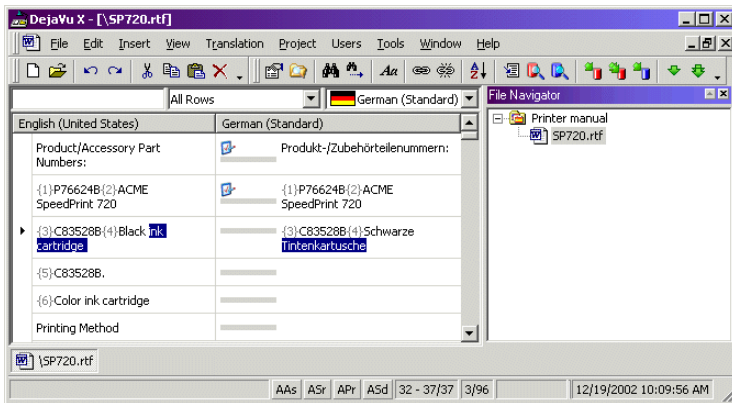 DejaVu X - [\SP720.rtf]
File Edit Insert View Translation Project Users Tools Window Help
All Rows German (Standard) File Navigator
English (United States) German (Standard)
Printer manual
SP720.rtf
Product/Accessory Part
Numbers:
Produkt-/Zubehörteilenummern:
{1}P76624B{2}ACME
SpeedPrint 720
{1}P76624B{2}ACME
SpeedPrint 720
{3}C83528B{4}Black ink
cartridge
{3}C83528B{4}Schwarze
Tintenkartusche
{5}C83528B.
{6}Color ink cartridge
Printing Method
\SP720.rtf
AAs ASr APr ASd 32 - 37/37 3/96 12/19/2002 10:09:56 AM